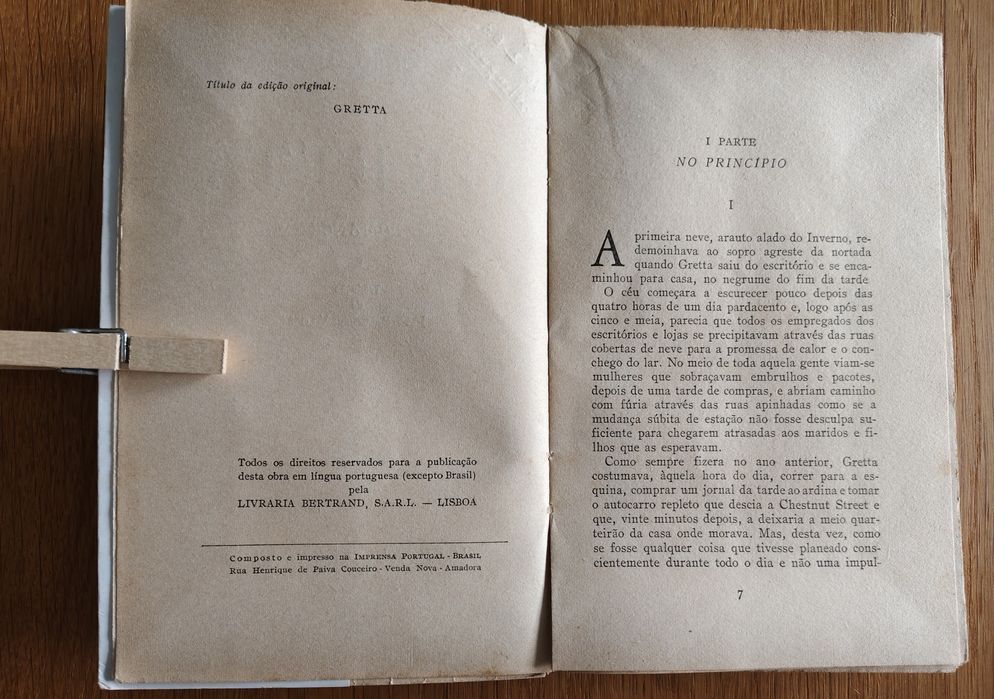 Título da edição original:
GRETTA
Todos os direitos reservados para a publicação
desta obra em língua portuguesa (excepto Brasil)
pela
LIVRARIA BERTRAND, S.A.R.L. — LISBOA
Composto e impresso na IMPRENSA PORTUGAL-BRASIL
Rua Henrique de Paiva Couceiro - Venda Nova - Amadora
I PARTE
NO PRINCÍPIO
I
A primeira neve, arauto alado do Inverno, re-
demoinhava ao sopro agreste da nortada
quando Gretta saiu do escritório e se enca-
minhou para casa, no negrume do fim da tarde
O céu começara a escurecer pouco depois das
quatro horas de um dia pardacento e, logo após as
cinco e meia, parecia que todos os empregados dos
escritórios e lojas se precipitavam através das ruas
cobertas de neve para a promessa de calor e o con-
chego do lar. No meio de toda aquela gente viam-se
mulheres que sobraçavam embrulhos e pacotes,
depois de uma tarde de compras, e abriam caminho
com fúria através das ruas apinhadas como se a
mudança súbita de estação não fosse desculpa su-
ficiente para chegarem atrasadas aos maridos e fi-
lhos que as esperavam.
Como sempre fizera no ano anterior, Gretta
costumava, àquela hora do dia, correr para a es-
quina, comprar um jornal da tarde ao ardina e tomar
o autocarro repleto que descia a Chestnut Street e
que, vinte minutos depois, a deixaria a meio quar-
teirão da casa onde morava. Mas, desta vez, como
se fosse qualquer coisa que tivesse planeado cons-
cientemente durante todo o dia e não uma impul-
7